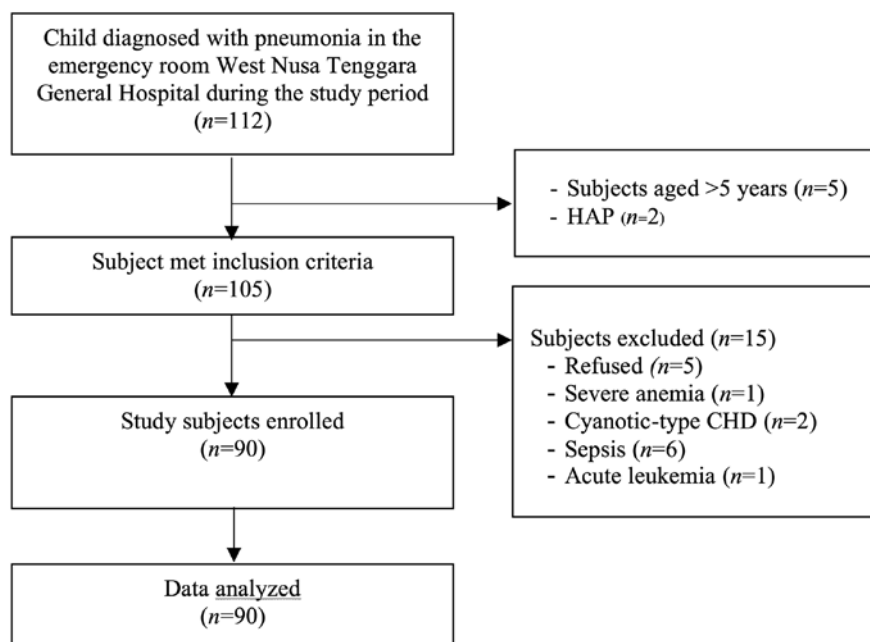 Child diagnosed with pneumonia in the
emergency room West Nusa Tenggara
General Hospital during the study period
(n=112)
- Subjects aged >5 years (n=5)
- HAP (n=2)
Subject met inclusion criteria
(n=105)
Subjects excluded (n=15)
- Refused (n=5)
- Severe anemia (n=1)
- Cyanotic-type CHD (n=2)
- Sepsis (n=6)
- Acute leukemia (n=1)
Study subjects enrolled
(n=90)
Data analyzed
(n=90)